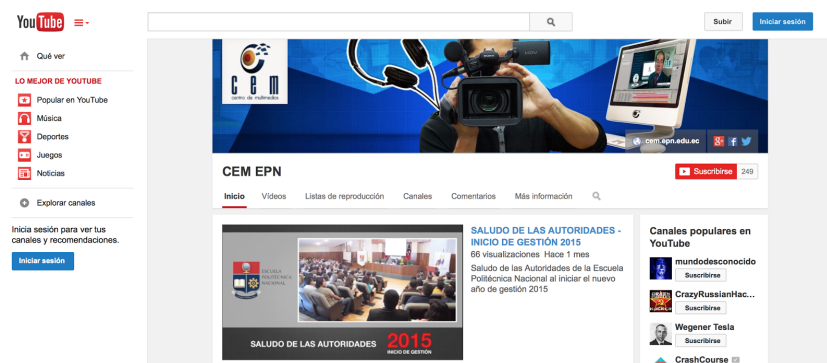 YouTube
Subir
Iniciar sesión
Qué ver
LO MEJOR DE YOUTUBE
Popular en YouTube
Música
Deportes
Juegos
Noticias
Explorar canales
Inicia sesión para ver tus
canales y recomendaciones.
Iniciar sesión
cem
centro de multimedios
cem.epn.edu.ec
CEM EPN
Suscribirse 249
Inicio Vídeos Listas de reproducción Canales Comentarios Más información
ESCUELA
POLITÉCNICA
NACIONAL
SALUDO DE LAS AUTORIDADES 2015
INICIO DE GESTIÓN
SALUDO DE LAS AUTORIDADES -
INICIO DE GESTIÓN 2015
66 visualizaciones Hace 1 mes
Saludo de las Autoridades de la Escuela
Politécnica Nacional al iniciar el nuevo
año de gestión 2015
Canales populares en
YouTube
mundodesconocido
Suscribirse
CrazyRussianHac...
Suscribirse
Wegener Tesla
Suscribirse
CrashCourse